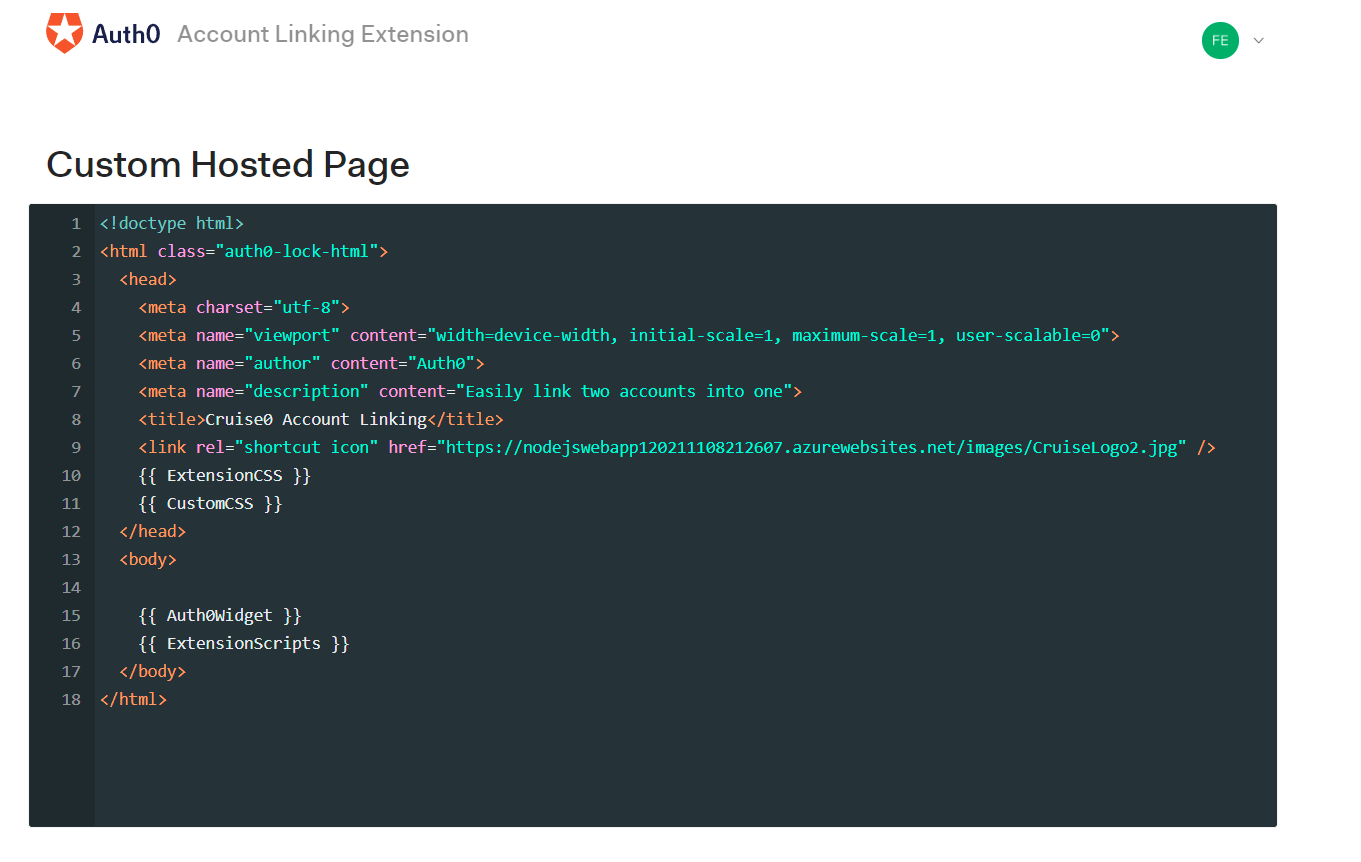 Auth0 Account Linking Extension
FE
Custom Hosted Page
1 <!doctype html>
2 <html class="auth0-lock-html">
3 <head>
4 <meta charset="utf-8">
5 <meta name="viewport" content="width=device-width, initial-scale=1, maximum-scale=1, user-scalable=0">
6 <meta name="author" content="Auth0">
7 <meta name="description" content="Easily link two accounts into one">
8 <title>Cruise0 Account Linking</title>
9 <link rel="shortcut icon" href="https://nodejswebapp120211108212607.azurewebsites.net/images/CruiseLogo2.jpg" />
10 {{ ExtensionCSS }}
11 {{ CustomCSS }}
12 </head>
13 <body>
14
15 {{ Auth0Widget }}
16 {{ ExtensionScripts }}
17 </body>
18 </html>